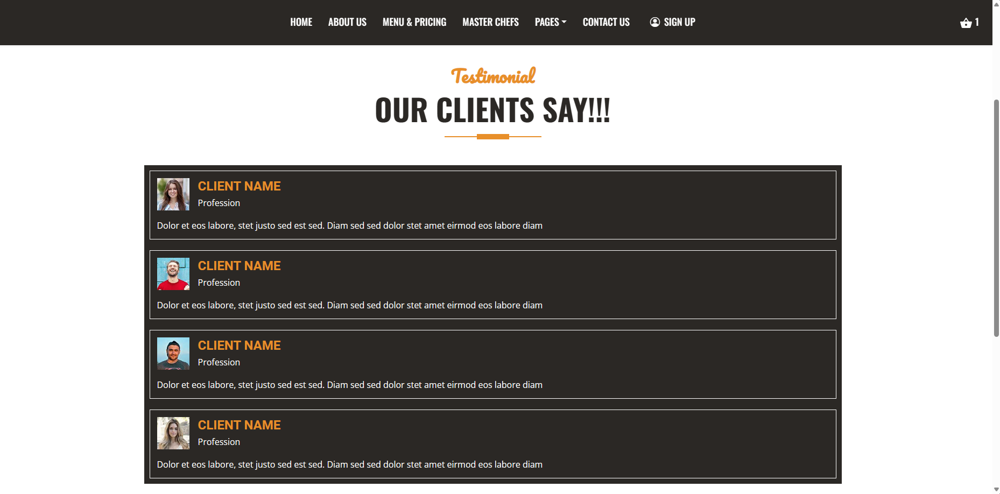 HOME ABOUT US MENU & PRICING MASTER CHEFS PAGES CONTACT US SIGN UP 1
Testimonial
OUR CLIENTS SAY!!!
CLIENT NAME
Profession
Dolor et eos labore, stet justo sed est sed. Diam sed sed dolor stet amet eirmod eos labore diam
CLIENT NAME
Profession
Dolor et eos labore, stet justo sed est sed. Diam sed sed dolor stet amet eirmod eos labore diam
CLIENT NAME
Profession
Dolor et eos labore, stet justo sed est sed. Diam sed sed dolor stet amet eirmod eos labore diam
CLIENT NAME
Profession
Dolor et eos labore, stet justo sed est sed. Diam sed sed dolor stet amet eirmod eos labore diam